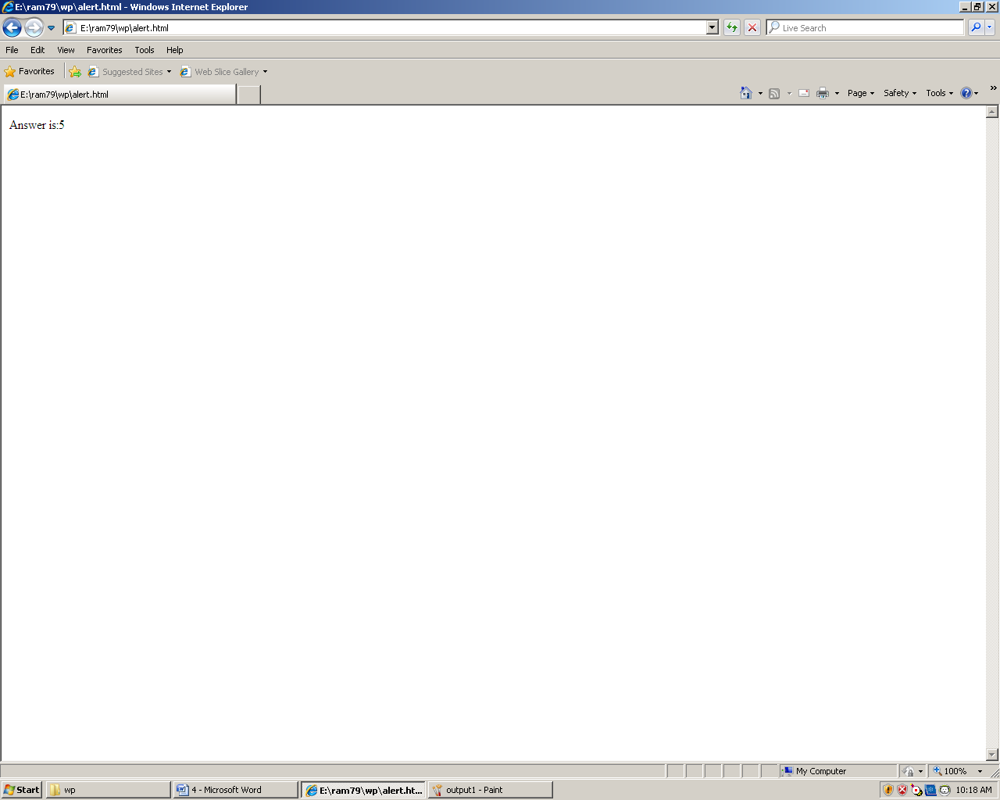 E:\ram79\wp\alert.html - Windows Internet Explorer
E:\ram79\wp\alert.html
Live Search
File Edit View Favorites Tools Help
Favorites Suggested Sites Web Slice Gallery
E:\ram79\wp\alert.html
Page Safety Tools
Answer is:5
My Computer 100%
Start wp 4 - Microsoft Word E:\ram79\wp\alert.ht... output1 - Paint 10:18 AM